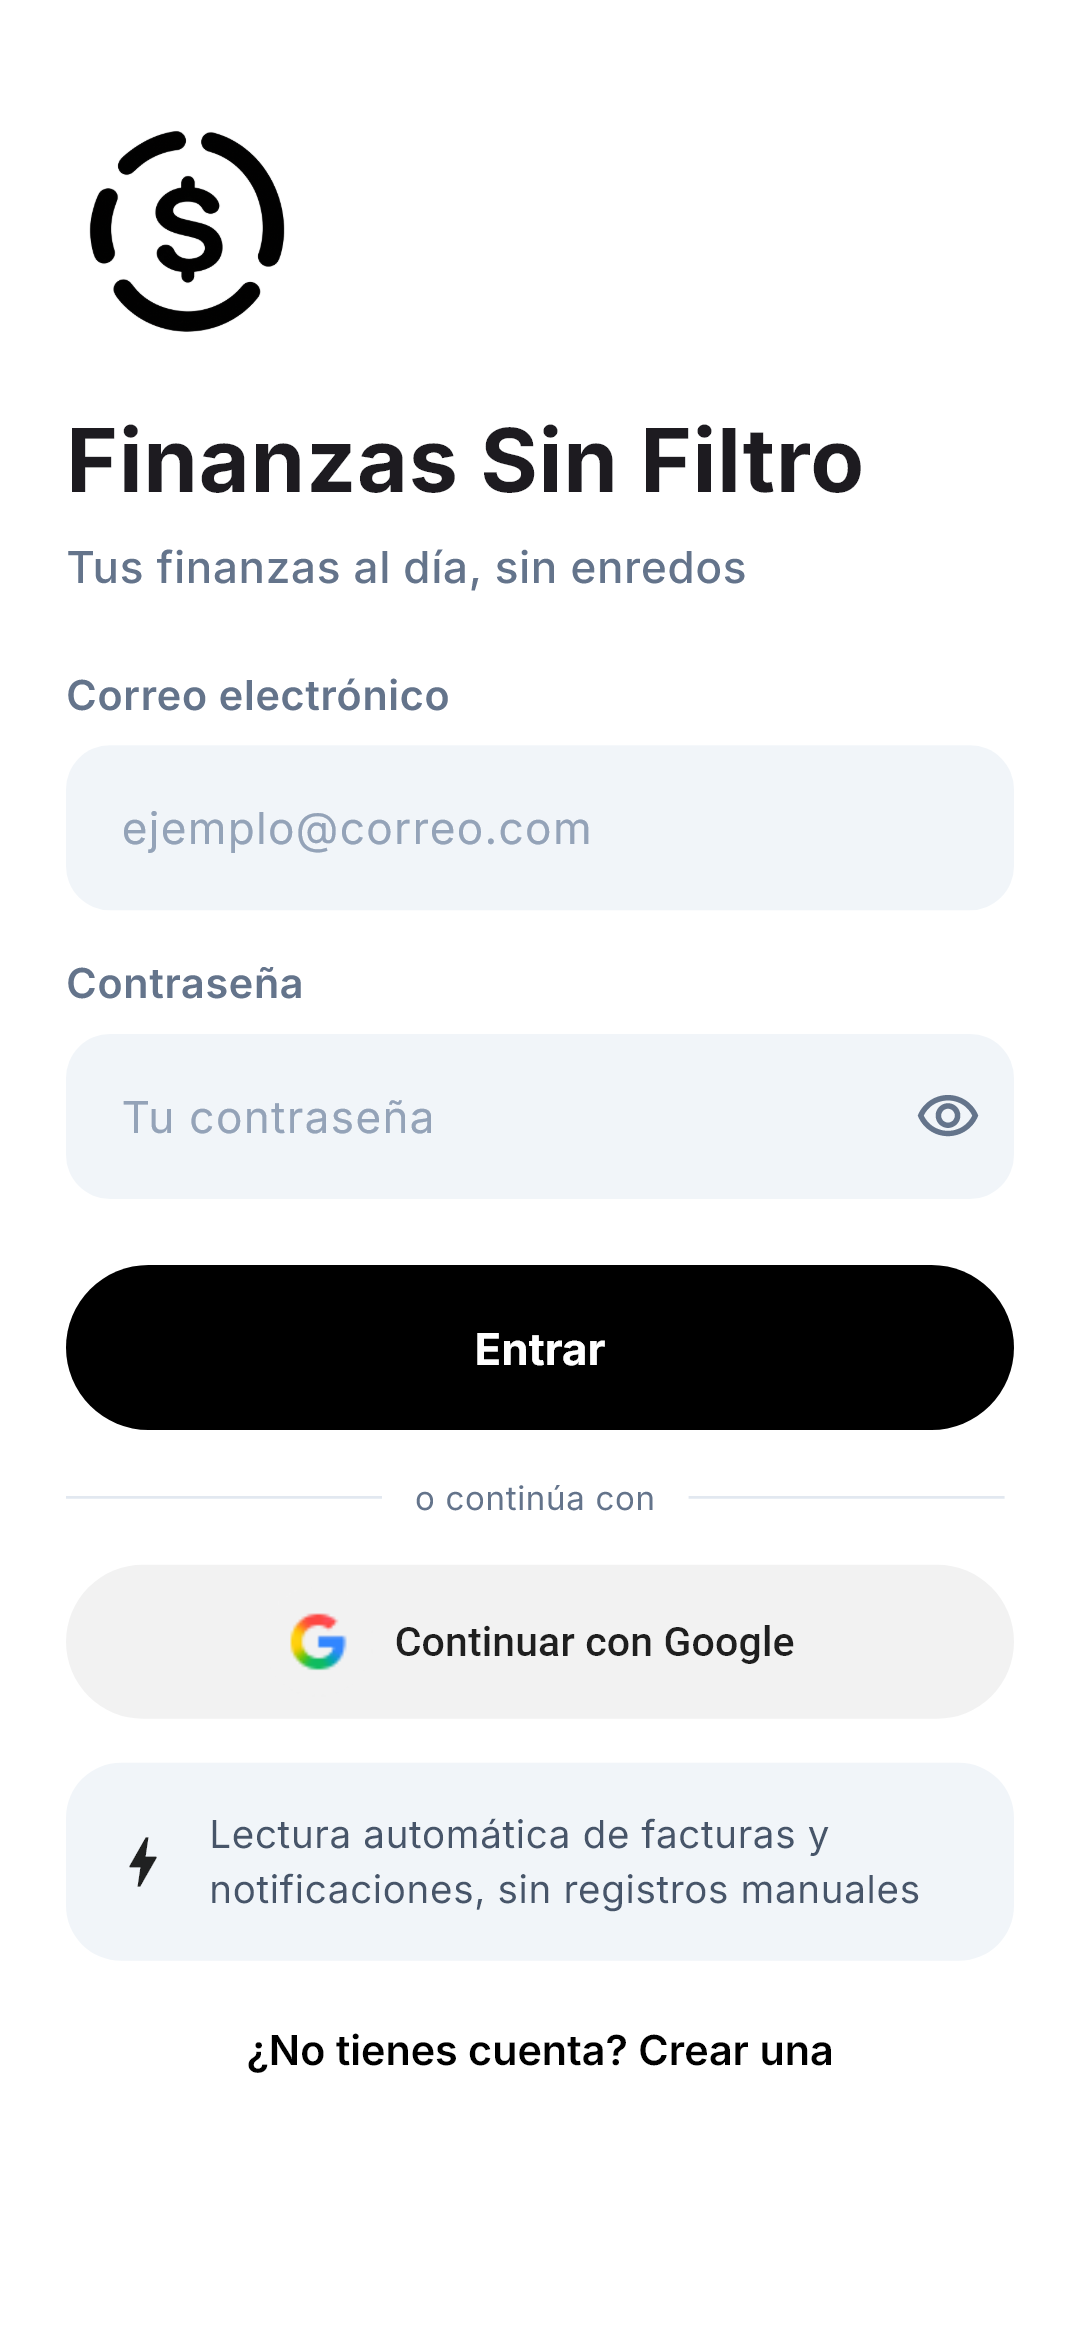 $
Finanzas Sin Filtro
Tus finanzas al día, sin enredos
Correo electrónico
ejemplo@correo.com
Contraseña
Tu contraseña
Entrar
o continúa con
Continuar con Google
Lectura automática de facturas y
notificaciones, sin registros manuales
¿No tienes cuenta? Crear una